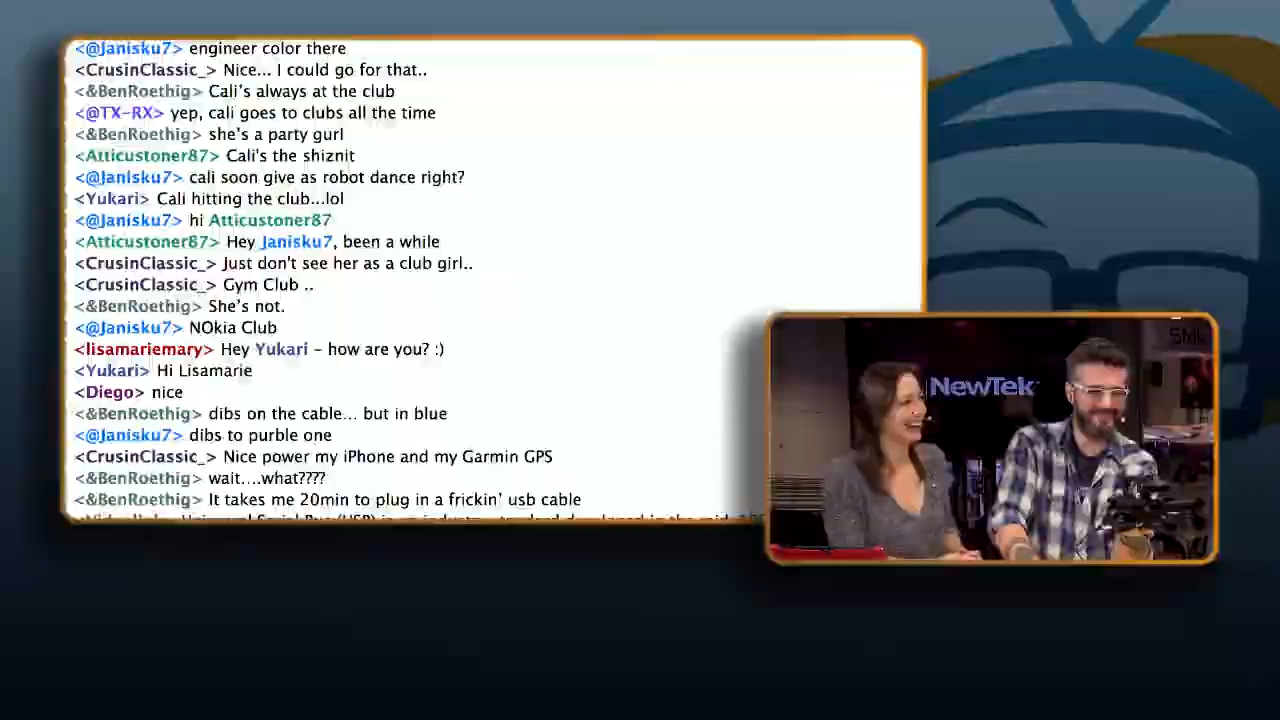 <@Janisku7> engineer color there
<CrusinClassic_> Nice... I could go for that..
<&BenRoethig> Cali's always at the club
<@TX-RX> yep, cali goes to clubs all the time
<&BenRoethig> she's a party gurl
<Atticustoner87> Cali's the shiznit
<@Janisku7> cali soon give as robot dance right?
<Yukari> Cali hitting the club...lol
<@Janisku7> hi Atticustoner87
<Atticustoner87> Hey Janisku7, been a while
<CrusinClassic_> Just don't see her as a club girl..
<CrusinClassic_> Gym Club ..
<&BenRoethig> She's not.
<@Janisku7> NOkia Club
<lisamariemary> Hey Yukari - how are you? :)
<Yukari> Hi Lisamarie
<Diego> nice
<&BenRoethig> dibs on the cable... but in blue
<@Janisku7> dibs to purble one
<CrusinClassic_> Nice power my iPhone and my Garmin GPS
<&BenRoethig> wait....what????
<&BenRoethig> It takes me 20min to plug in a frickin' usb cable
NewTek